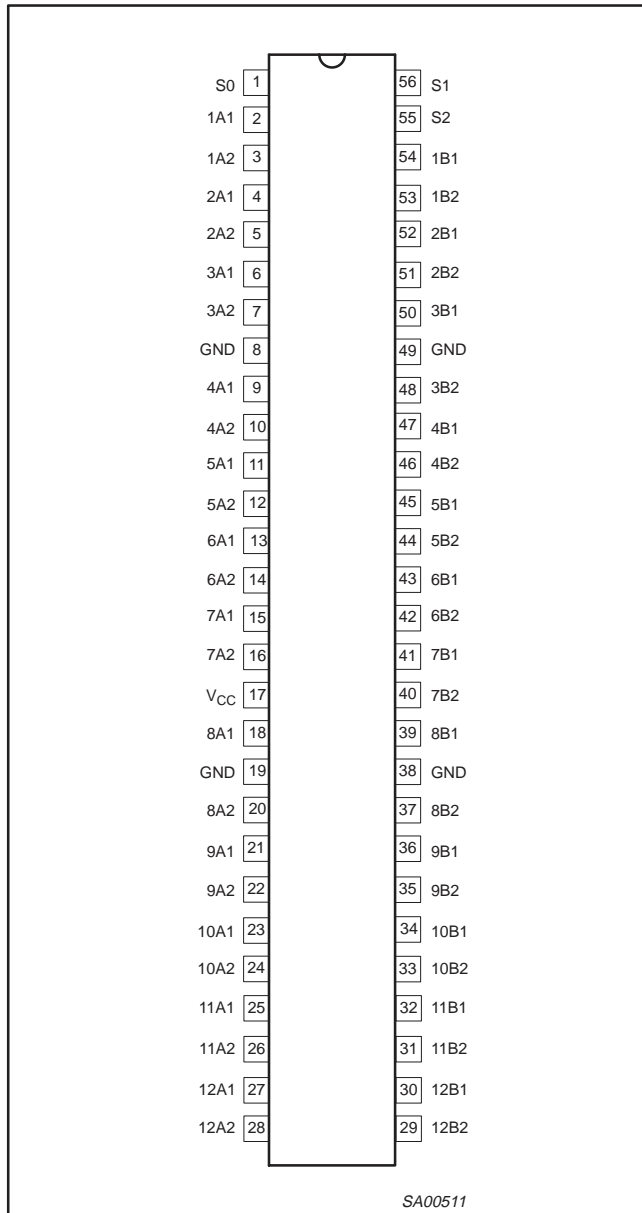 S0 1 56 S1
1A1 2 55 S2
1A2 3 54 1B1
2A1 4 53 1B2
2A2 5 52 2B1
3A1 6 51 2B2
3A2 7 50 3B1
GND 8 49 GND
4A1 9 48 3B2
4A2 10 47 4B1
5A1 11 46 4B2
5A2 12 45 5B1
6A1 13 44 5B2
6A2 14 43 6B1
7A1 15 42 6B2
7A2 16 41 7B1
VCC 17 40 7B2
8A1 18 39 8B1
GND 19 38 GND
8A2 20 37 8B2
9A1 21 36 9B1
9A2 22 35 9B2
10A1 23 34 10B1
10A2 24 33 10B2
11A1 25 32 11B1
11A2 26 31 11B2
12A1 27 30 12B1
12A2 28 29 12B2
SA00511